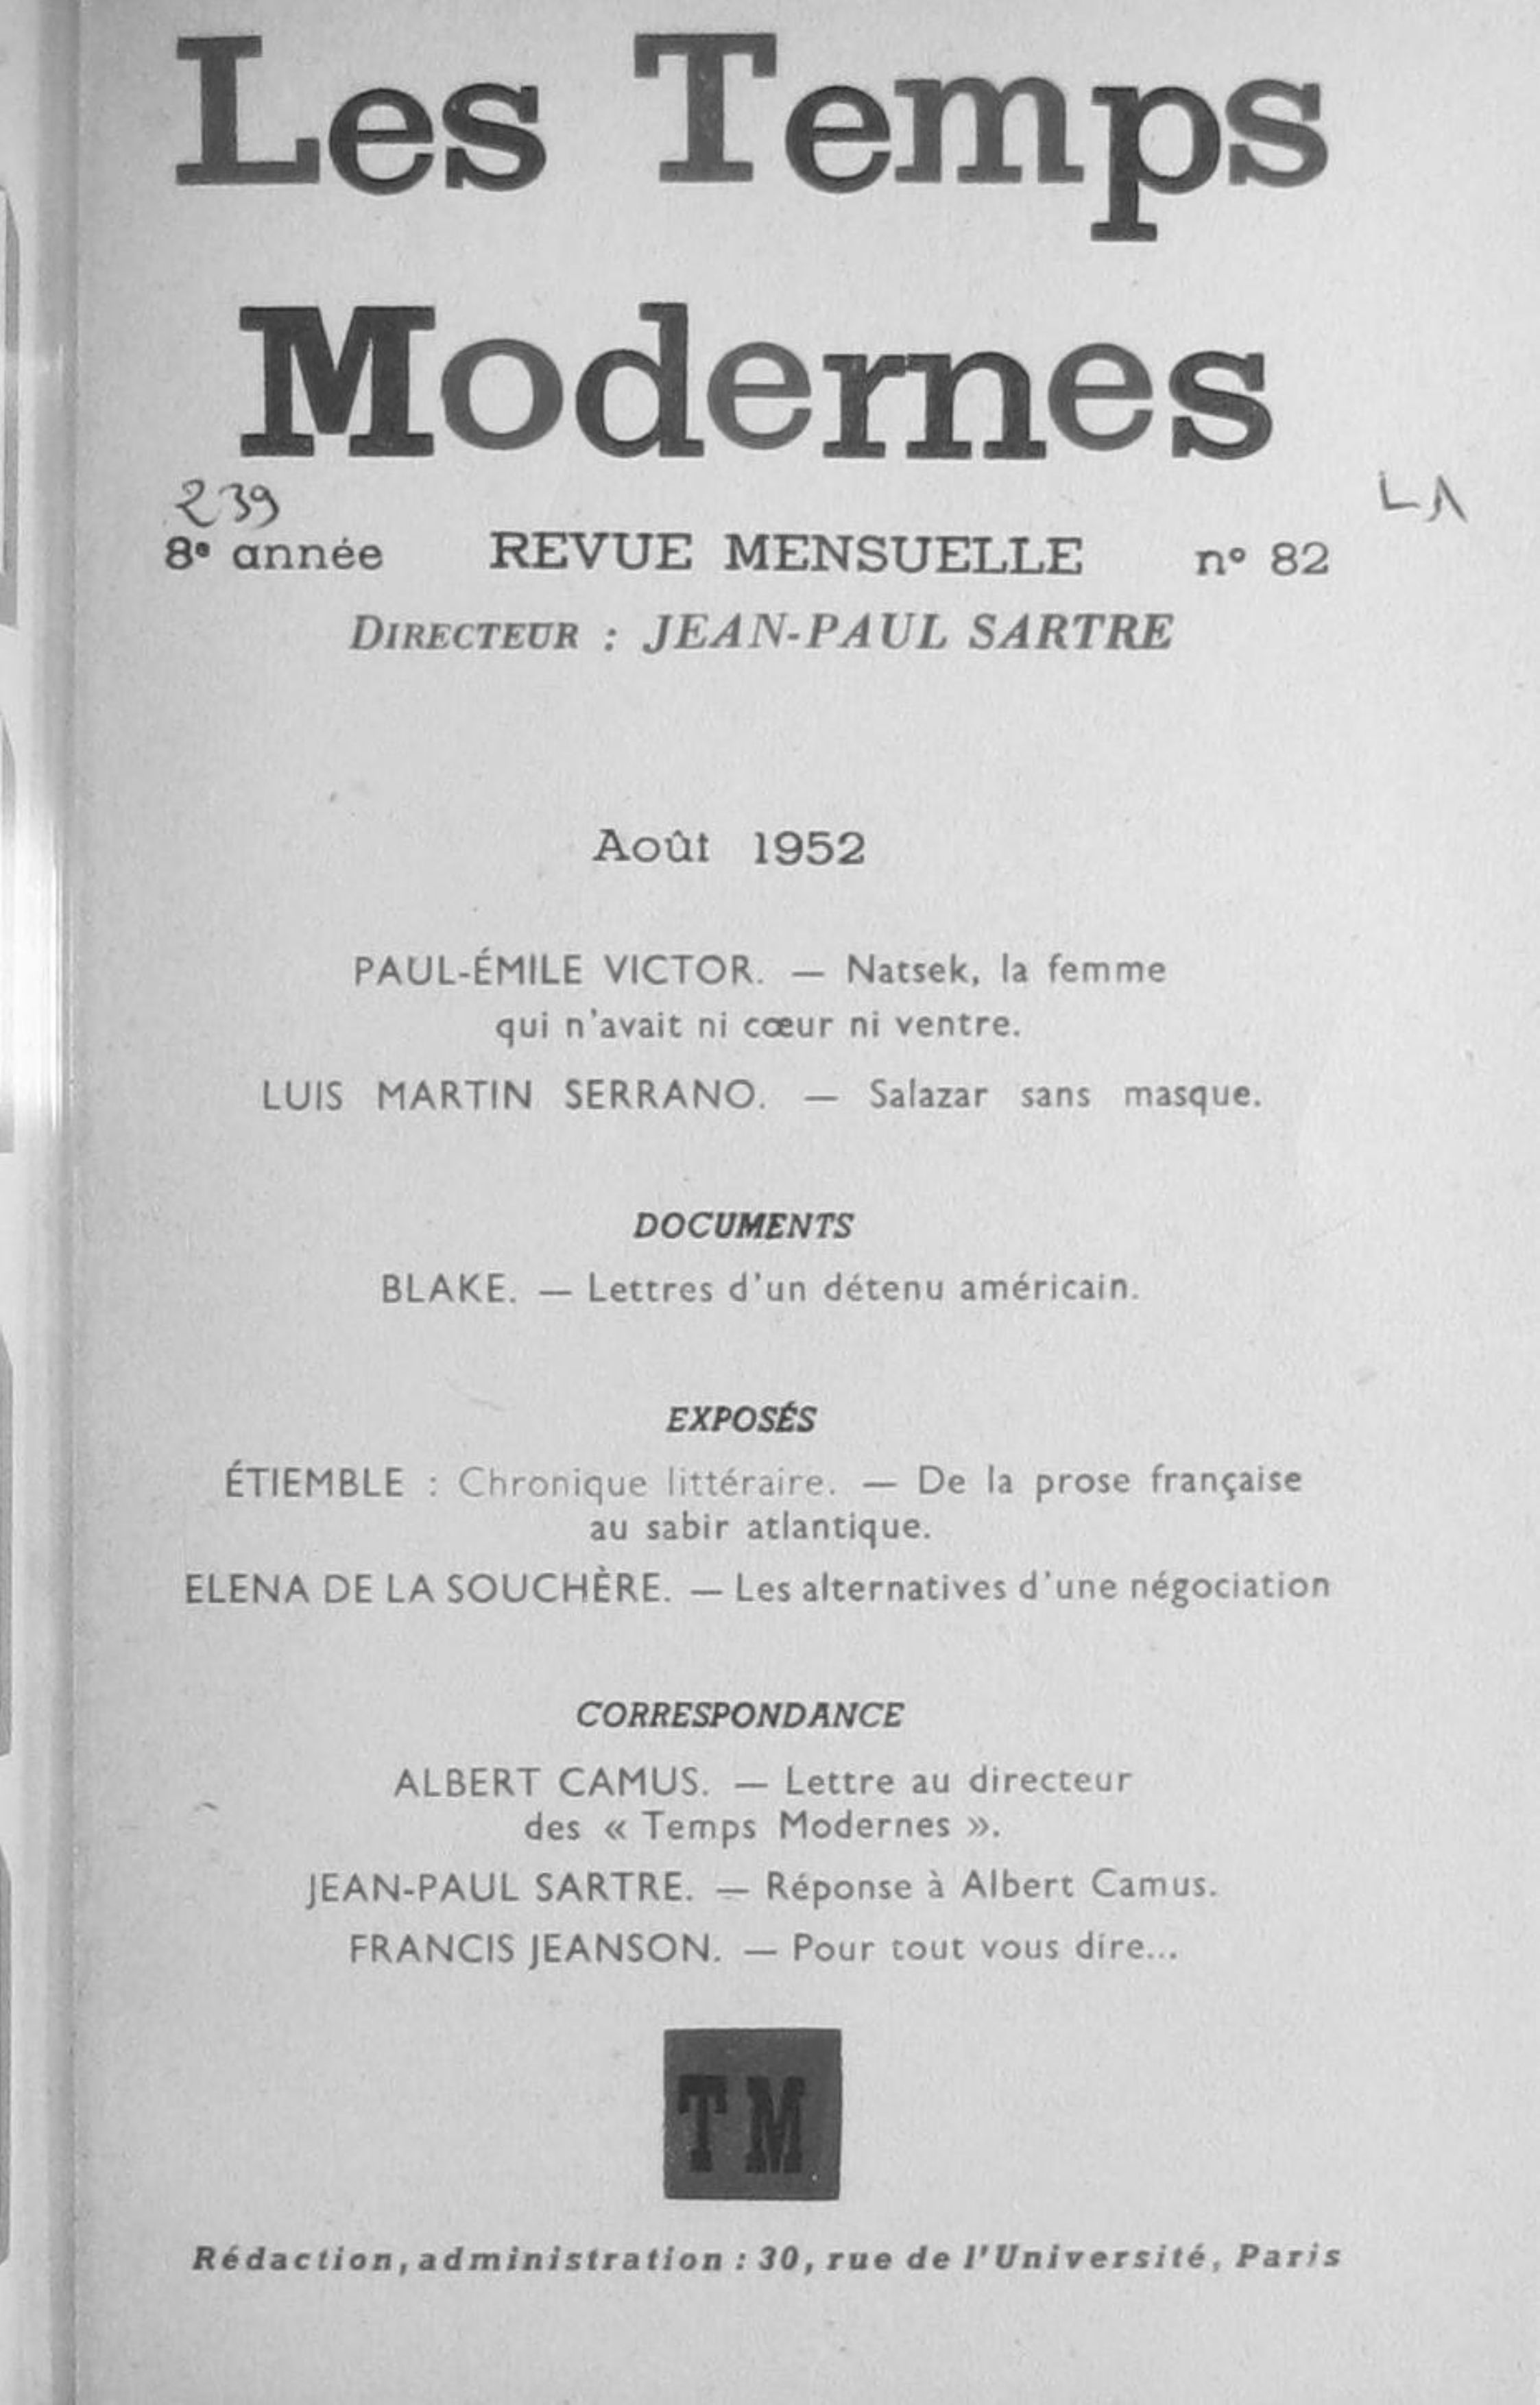 Les Temps
Modernes
239
LA
8e année REVUE MENSUELLE n° 82
DIRECTEUR : JEAN-PAUL SARTRE
Août 1952
PAUL-ÉMILE VICTOR. — Natsek, la femme
qui n'avait ni cœur ni ventre.
LUIS MARTIN SERRANO. — Salazar sans masque.
DOCUMENTS
BLAKE. — Lettres d'un détenu américain.
EXPOSÉS
ÉTIEMBLE : Chronique littéraire. — De la prose française
au sabir atlantique.
ELENA DE LA SOUCHÈRE. — Les alternatives d'une négociation
CORRESPONDANCE
ALBERT CAMUS. — Lettre au directeur
des « Temps Modernes ».
JEAN-PAUL SARTRE. — Réponse à Albert Camus.
FRANCIS JEANSON. — Pour tout vous dire...
TM
Rédaction, administration : 30, rue de l'Université, Paris